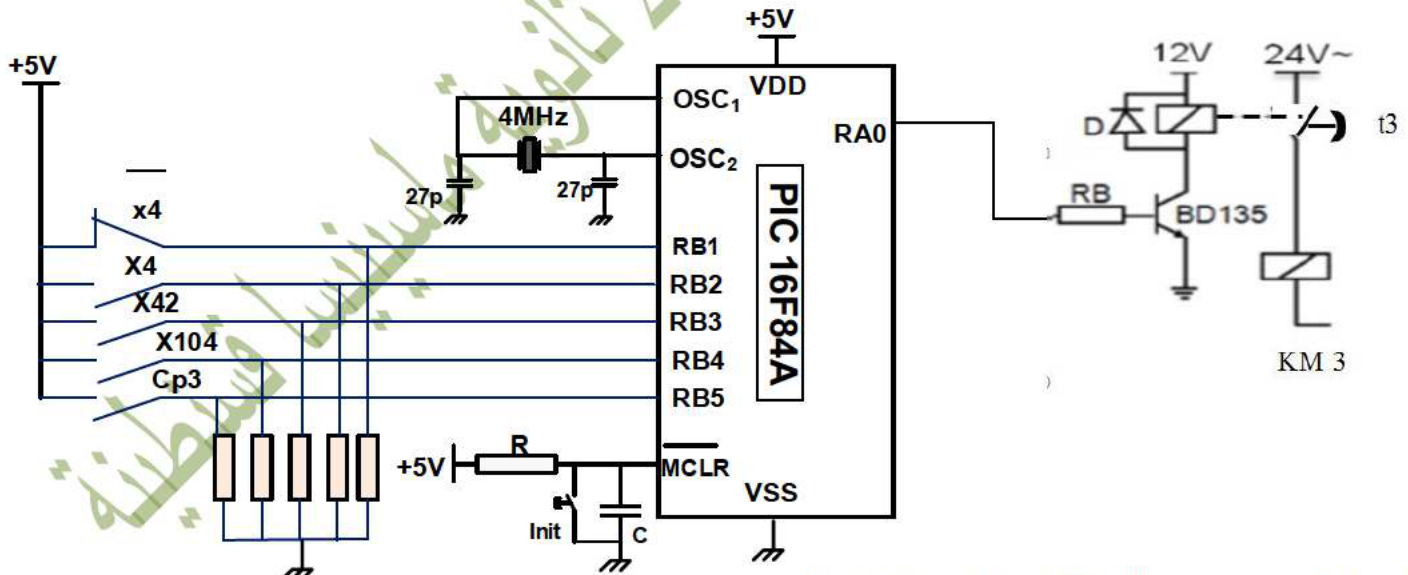 +5V
+5V
12V
24V~
VDD
OSC1
4MHz
OSC2
RA0
D
t3
27p
27p
RB
BD135
x4
RB1
X4
RB2
X42
RB3
X104
RB4
Cp3
RB5
PIC 16F84A
KM 3
R
+5V
MCLR
Init
C
VSS